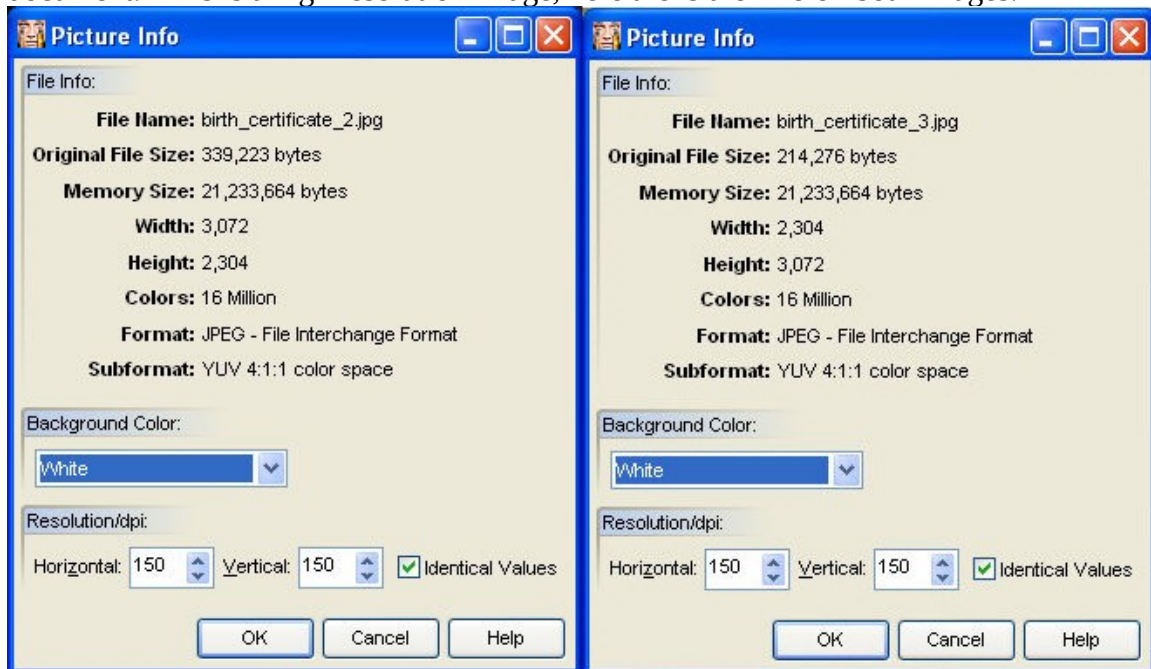 Picture Info
File Info:
File Name: birth_certificate_2.jpg
Original File Size: 339,223 bytes
Memory Size: 21,233,664 bytes
Width: 3,072
Height: 2,304
Colors: 16 Million
Format: JPEG - File Interchange Format
Subformat: YUV 4:1:1 color space
Background Color:
White
Resolution/dpi:
Horizontal: 150 Vertical: 150 Identical Values
OK Cancel Help
Picture Info
File Info:
File Name: birth_certificate_3.jpg
Original File Size: 214,276 bytes
Memory Size: 21,233,664 bytes
Width: 2,304
Height: 3,072
Colors: 16 Million
Format: JPEG - File Interchange Format
Subformat: YUV 4:1:1 color space
Background Color:
White
Resolution/dpi:
Horizontal: 150 Vertical: 150 Identical Values
OK Cancel Help